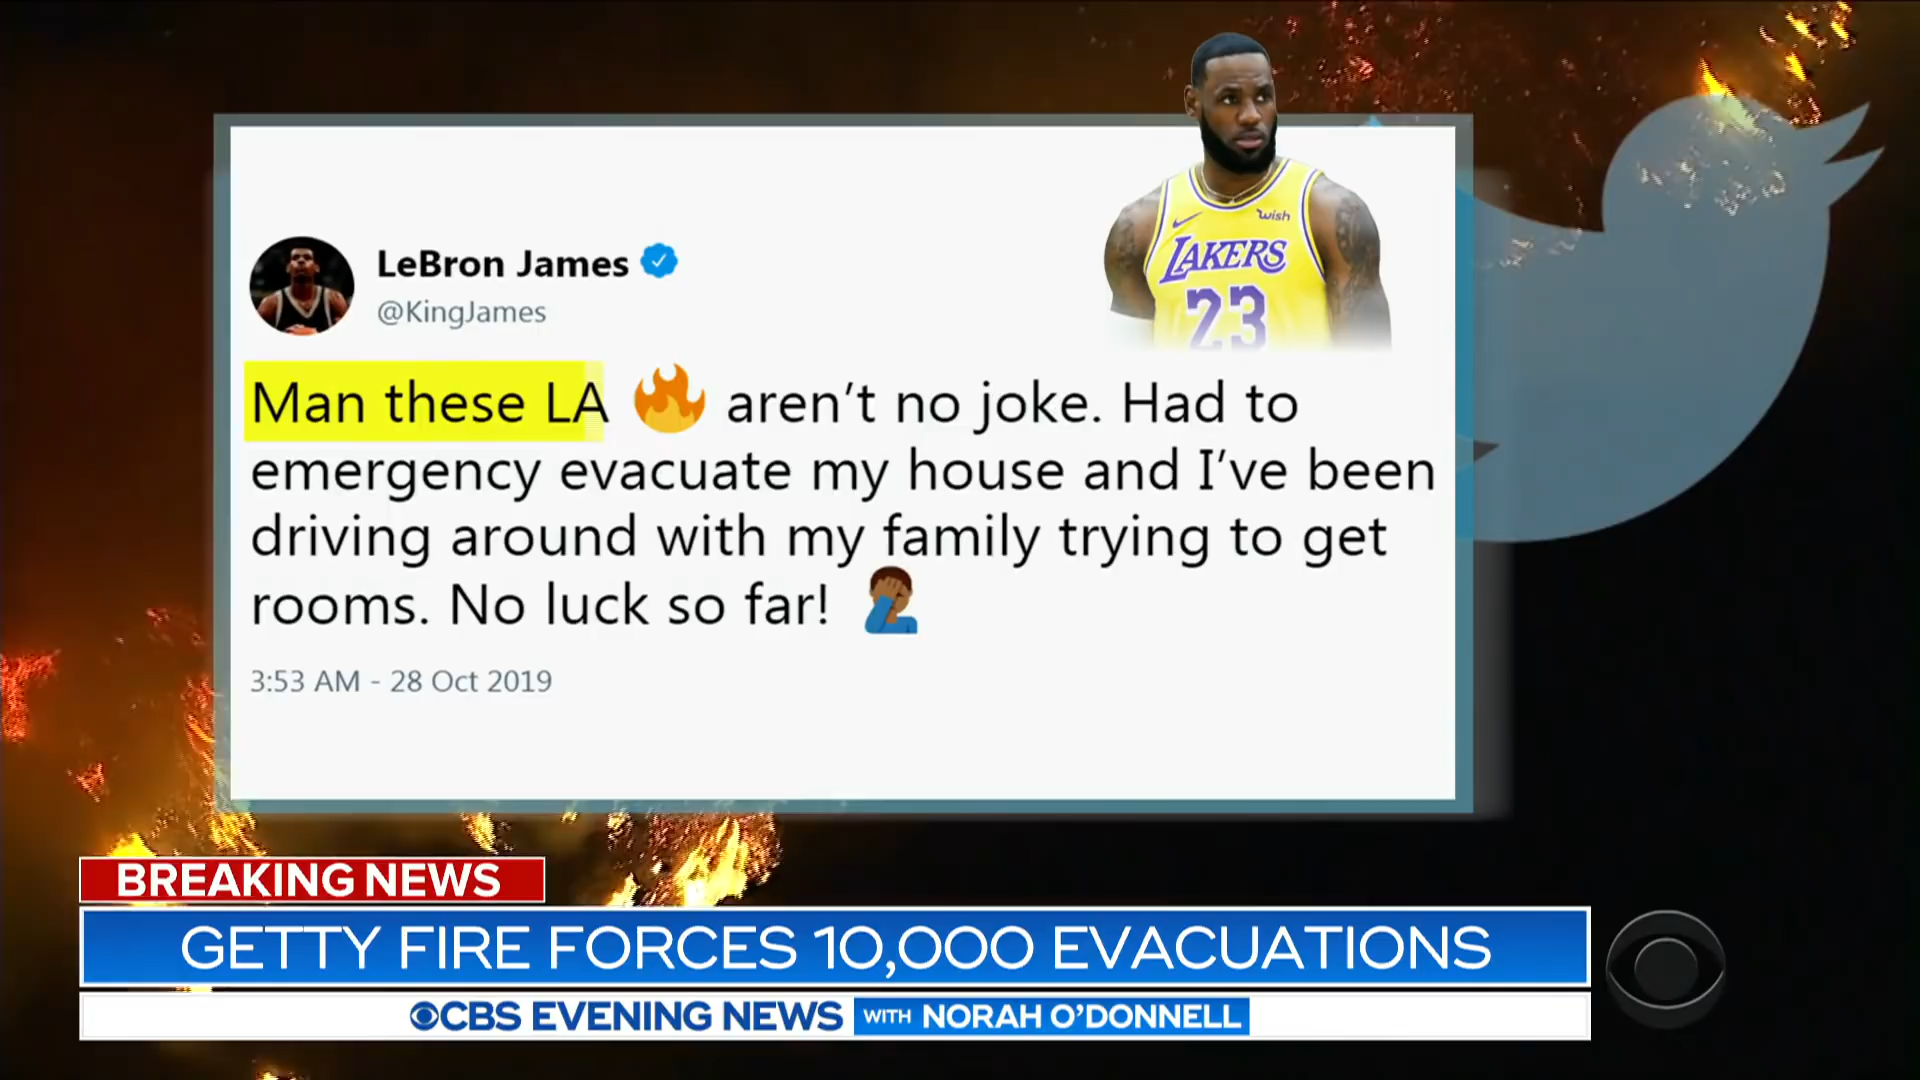 wish
LAKERS
23
LeBron James
@KingJames
Man these LA 🔥 aren’t no joke. Had to
emergency evacuate my house and I’ve been
driving around with my family trying to get
rooms. No luck so far! 🤦🏾‍♂️
3:53 AM - 28 Oct 2019
BREAKING NEWS
GETTY FIRE FORCES 10,000 EVACUATIONS
CBS EVENING NEWS WITH NORAH O’DONNELL